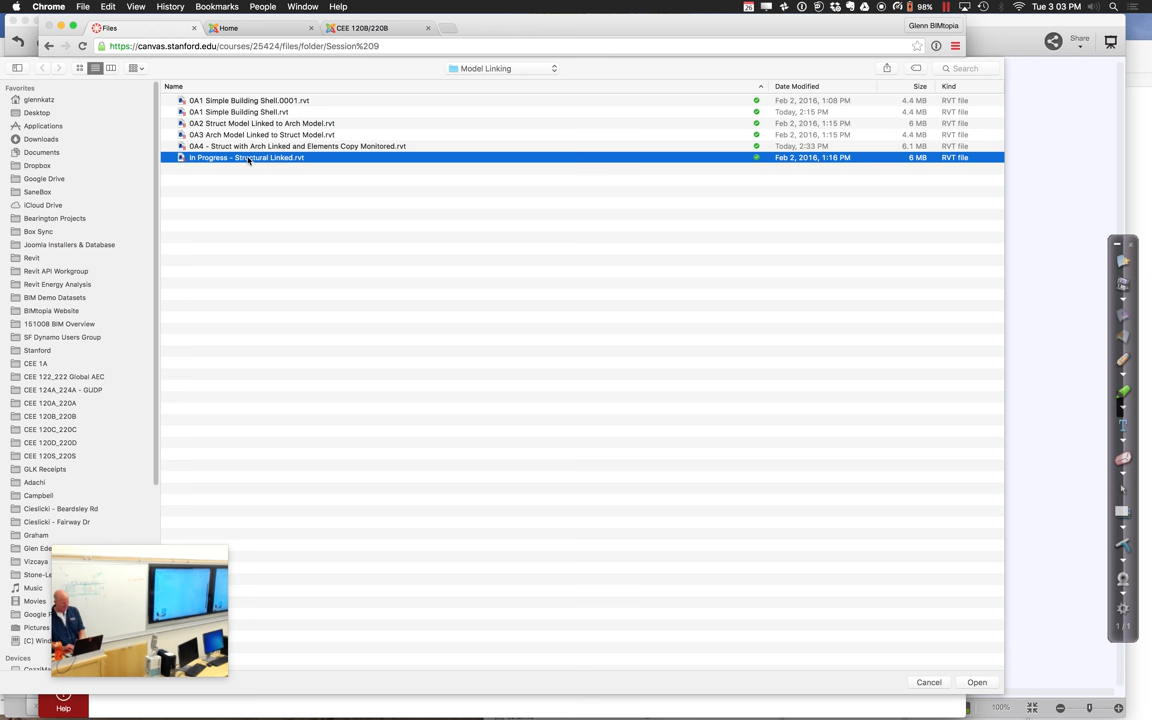 Chrome File Edit View History Bookmarks People Window Help
26 98% Tue 3 03 PM
Files Home CEE 120B/220B Glenn BIMtopia
https://canvas.stanford.edu/courses/25424/files/folder/Session%209
Share
Model Linking Search
Favorites
glennkatz
Desktop
Applications
Downloads
Documents
Dropbox
Google Drive
SaneBox
iCloud Drive
Bearington Projects
Box Sync
Joomla Installers & Database
Revit
Revit API Workgroup
Revit Energy Analysis
BIM Demo Datasets
BIMtopia Website
151008 BIM Overview
SF Dynamo Users Group
Stanford
CEE 1A
CEE 122_222 Global AEC
CEE 124A_224A - GUDP
CEE 120A_220A
CEE 120B_220B
CEE 120C_220C
CEE 120D_220D
CEE 120S_220S
GLK Receipts
Adachi
Campbell
Cieslicki - Beardsley Rd
Cieslicki - Fairway Dr
Graham
Glen Ede
Vizcaya
Stone-Le
Music
Movies
Google P
Pictures
[C] Wind
Devices
Name Date Modified Size Kind
0A1 Simple Building Shell.0001.rvt Feb 2, 2016, 1:08 PM 4.4 MB RVT file
0A1 Simple Building Shell.rvt Today, 2:15 PM 4.4 MB RVT file
0A2 Struct Model Linked to Arch Model.rvt Feb 2, 2016, 1:15 PM 6 MB RVT file
0A3 Arch Model Linked to Struct Model.rvt Feb 2, 2016, 1:15 PM 4.4 MB RVT file
0A4 - Struct with Arch Linked and Elements Copy Monitored.rvt Today, 2:33 PM 6.1 MB RVT file
In Progress - Structural Linked.rvt Feb 2, 2016, 1:16 PM 6 MB RVT file
Cancel Open
T
1 / 1
Help
100%